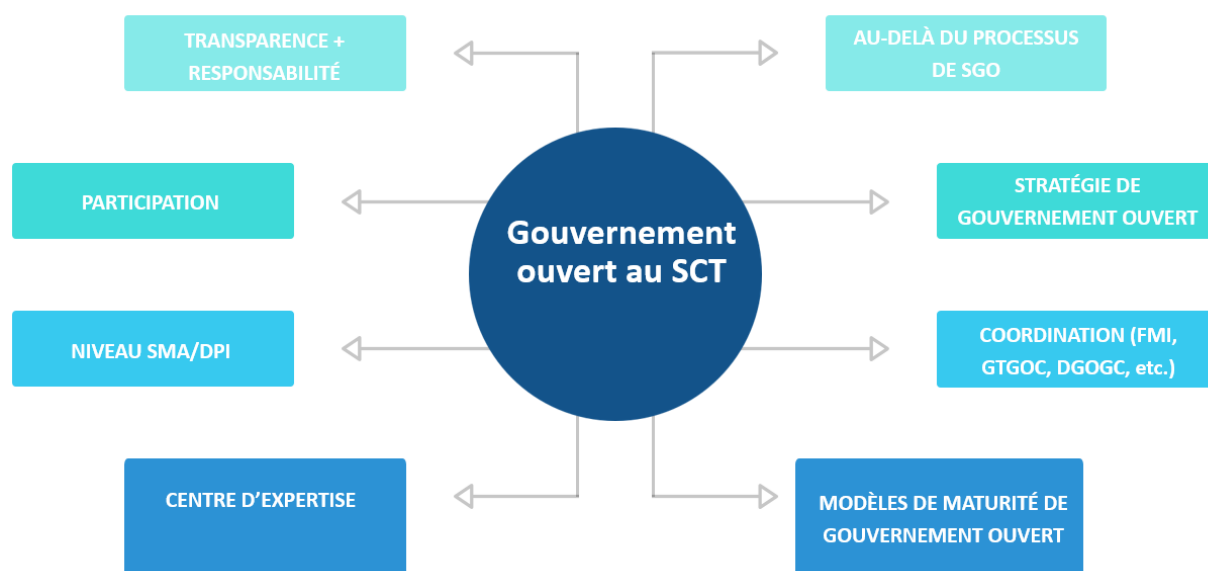 TRANSPARENCE +
RESPONSABILITÉ
AU-DELÀ DU PROCESSUS
DE SGO
PARTICIPATION
STRATÉGIE DE
GOUVERNEMENT OUVERT
Gouvernement
ouvert au SCT
NIVEAU SMA/DPI
COORDINATION (FMI,
GTGOC, DGOGC, etc.)
CENTRE D’EXPERTISE
MODÈLES DE MATURITÉ DE
GOUVERNEMENT OUVERT